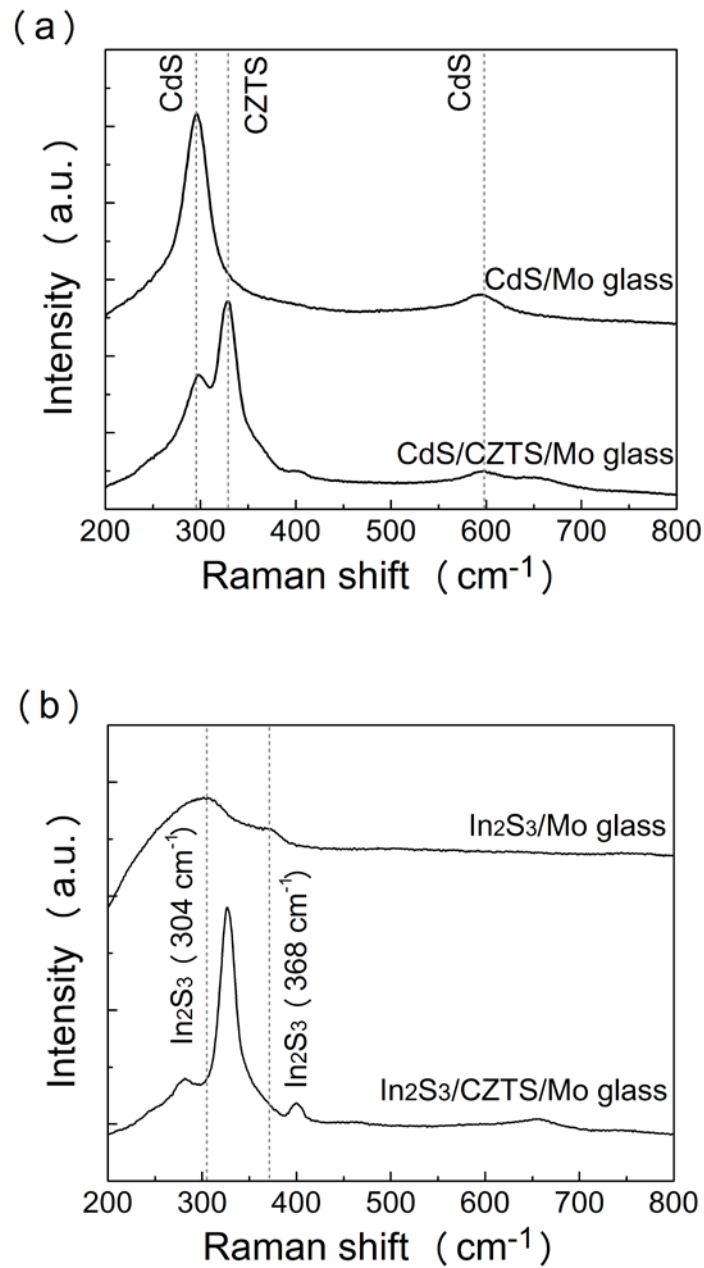 (a)
CdS
CZTS
CdS
CdS/Mo glass
CdS/CZTS/Mo glass
Intensity (a.u.)
200 300 400 500 600 700 800
Raman shift (cm-1)
(b)
In2S3/Mo glass
In2S3 (304 cm-1)
In2S3 (368 cm-1)
In2S3/CZTS/Mo glass
Intensity (a.u.)
200 300 400 500 600 700 800
Raman shift (cm-1)